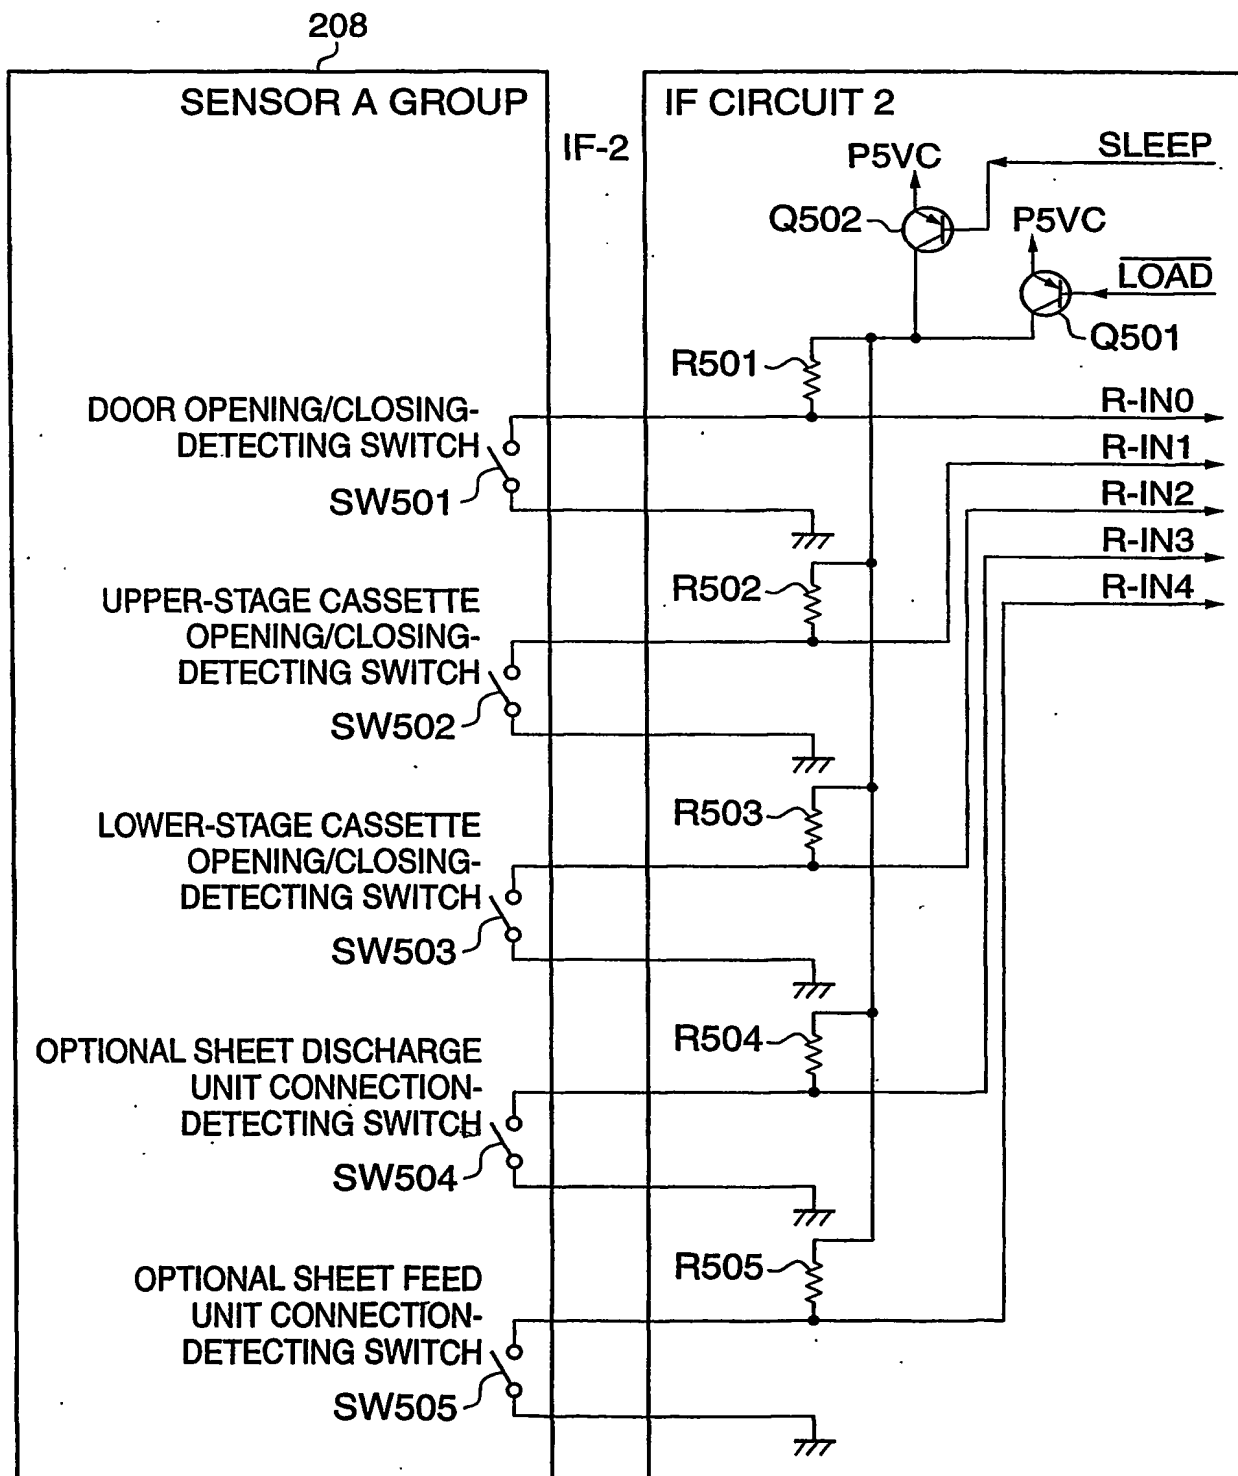 208
SENSOR A GROUP
IF-2
IF CIRCUIT 2
P5VC
SLEEP
Q502
P5VC
LOAD
Q501
R501
DOOR OPENING/CLOSING-
DETECTING SWITCH
SW501
R-IN0
R-IN1
R-IN2
R-IN3
R-IN4
R502
UPPER-STAGE CASSETTE
OPENING/CLOSING-
DETECTING SWITCH
SW502
R503
LOWER-STAGE CASSETTE
OPENING/CLOSING-
DETECTING SWITCH
SW503
R504
OPTIONAL SHEET DISCHARGE
UNIT CONNECTION-
DETECTING SWITCH
SW504
R505
OPTIONAL SHEET FEED
UNIT CONNECTION-
DETECTING SWITCH
SW505